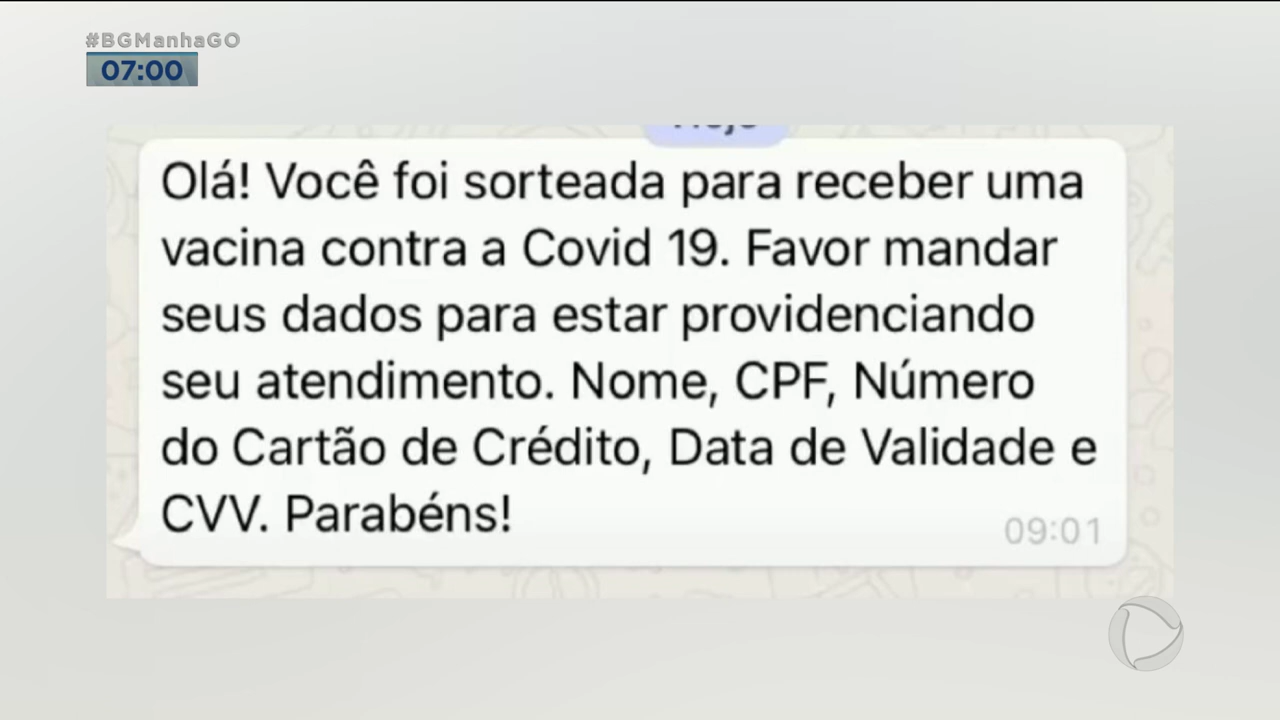 #BGManhaGO
07:00
Olá! Você foi sorteada para receber uma
vacina contra a Covid 19. Favor mandar
seus dados para estar providenciando
seu atendimento. Nome, CPF, Número
do Cartão de Crédito, Data de Validade e
CVV. Parabéns!
09:01